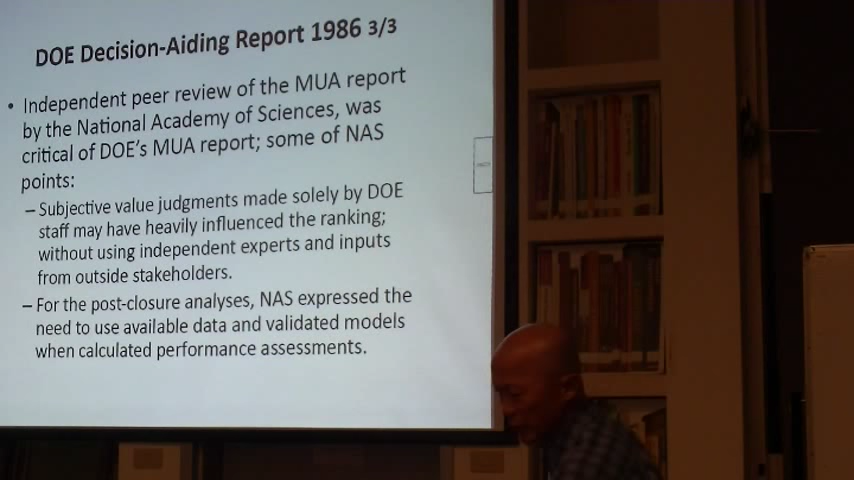 DOE Decision-Aiding Report 1986 3/3
• Independent peer review of the MUA report
by the National Academy of Sciences, was
critical of DOE's MUA report; some of NAS
points:
– Subjective value judgments made solely by DOE
staff may have heavily influenced the ranking;
without using independent experts and inputs
from outside stakeholders.
– For the post-closure analyses, NAS expressed the
need to use available data and validated models
when calculated performance assessments.